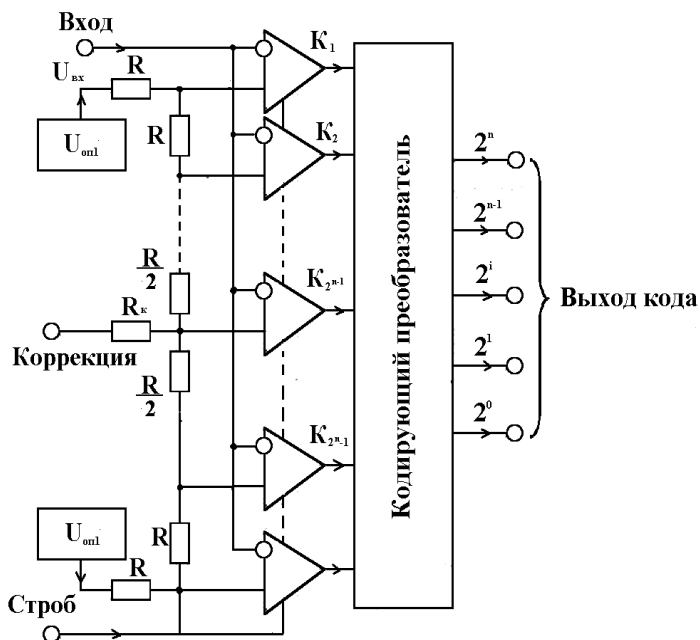 Вход
U вх
R
K 1
U оп1
R
K 2
2 n
2 n-1
R
2
K 2 n-1
2 i
Выход кода
R к
Коррекция
Кодирующий преобразователь
2 1
R
2
K 2 n -1
2 0
U оп1
R
R
Строб